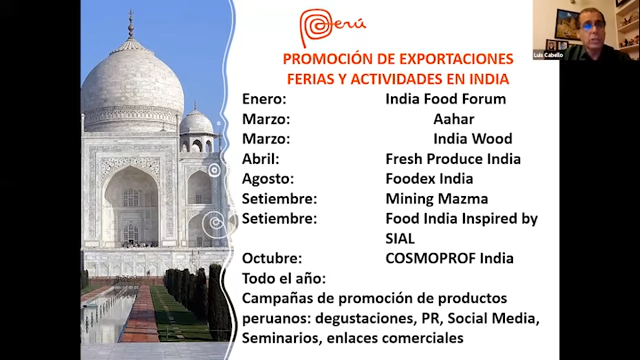 Perú
Luis Cabello
PROMOCIÓN DE EXPORTACIONES
FERIAS Y ACTIVIDADES EN INDIA
Enero: India Food Forum
Marzo: Aahar
Marzo: India Wood
Abril: Fresh Produce India
Agosto: Foodex India
Setiembre: Mining Mazma
Setiembre: Food India Inspired by
SIAL
Octubre: COSMOPROF India
Todo el año:
Campañas de promoción de productos
peruanos: degustaciones, PR, Social Media,
Seminarios, enlaces comerciales